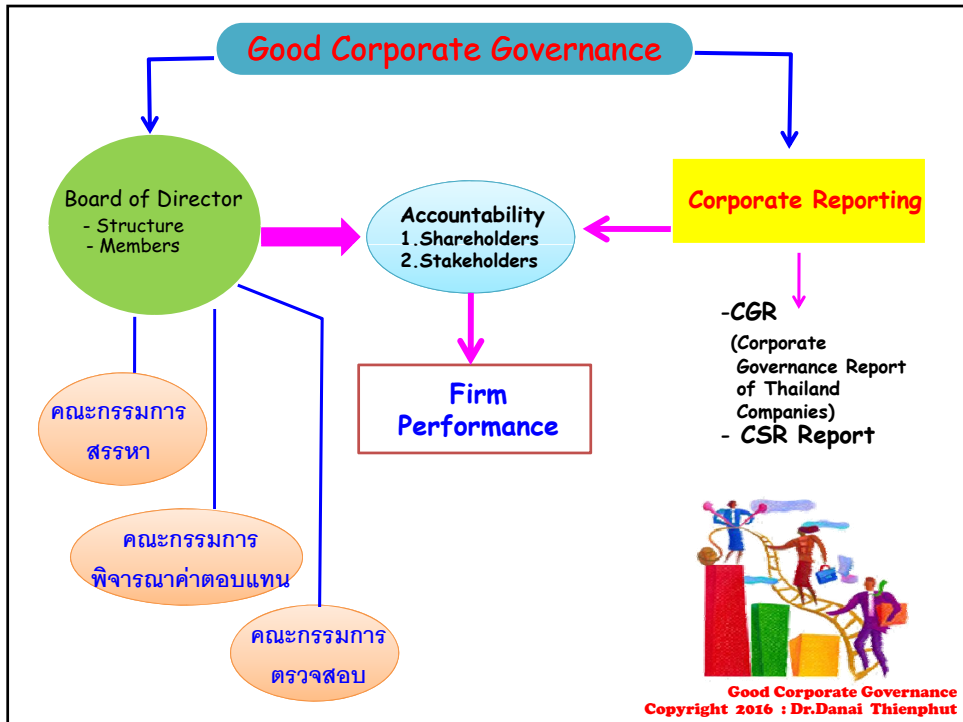 Good Corporate Governance
Board of Director
- Structure
- Members
Accountability
1.Shareholders
2.Stakeholders
Corporate Reporting
-CGR
(Corporate
Governance Report
of Thailand
Companies)
- CSR Report
Firm
Performance
คณะกรรมการ
สรรหา
คณะกรรมการ
พิจารณาค่าตอบแทน
คณะกรรมการ
ตรวจสอบ
Good Corporate Governance
Copyright 2016 : Dr.Danai Thienphut